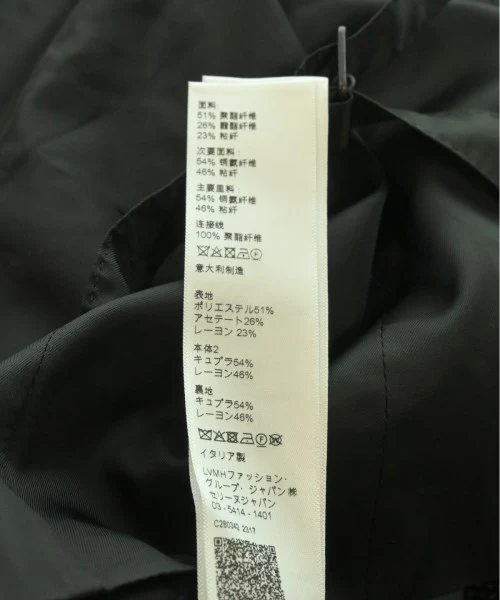 面料:
51% 聚酯纤维
26% 醋酯纤维
23% 粘纤
次要面料:
54% 铜氨纤维
46% 粘纤
主要里料:
54% 铜氨纤维
46% 粘纤
连接线
100% 聚酯纤维
意大利制造
表地
ポリエステル51%
アセテート26%
レーヨン 23%
本体2
キュプラ54%
レーヨン46%
裏地
キュプラ54%
レーヨン46%
イタリア製
LVMHファッション・
グループ・ジャパン㈱
セリーヌジャパン
03-5414-1401